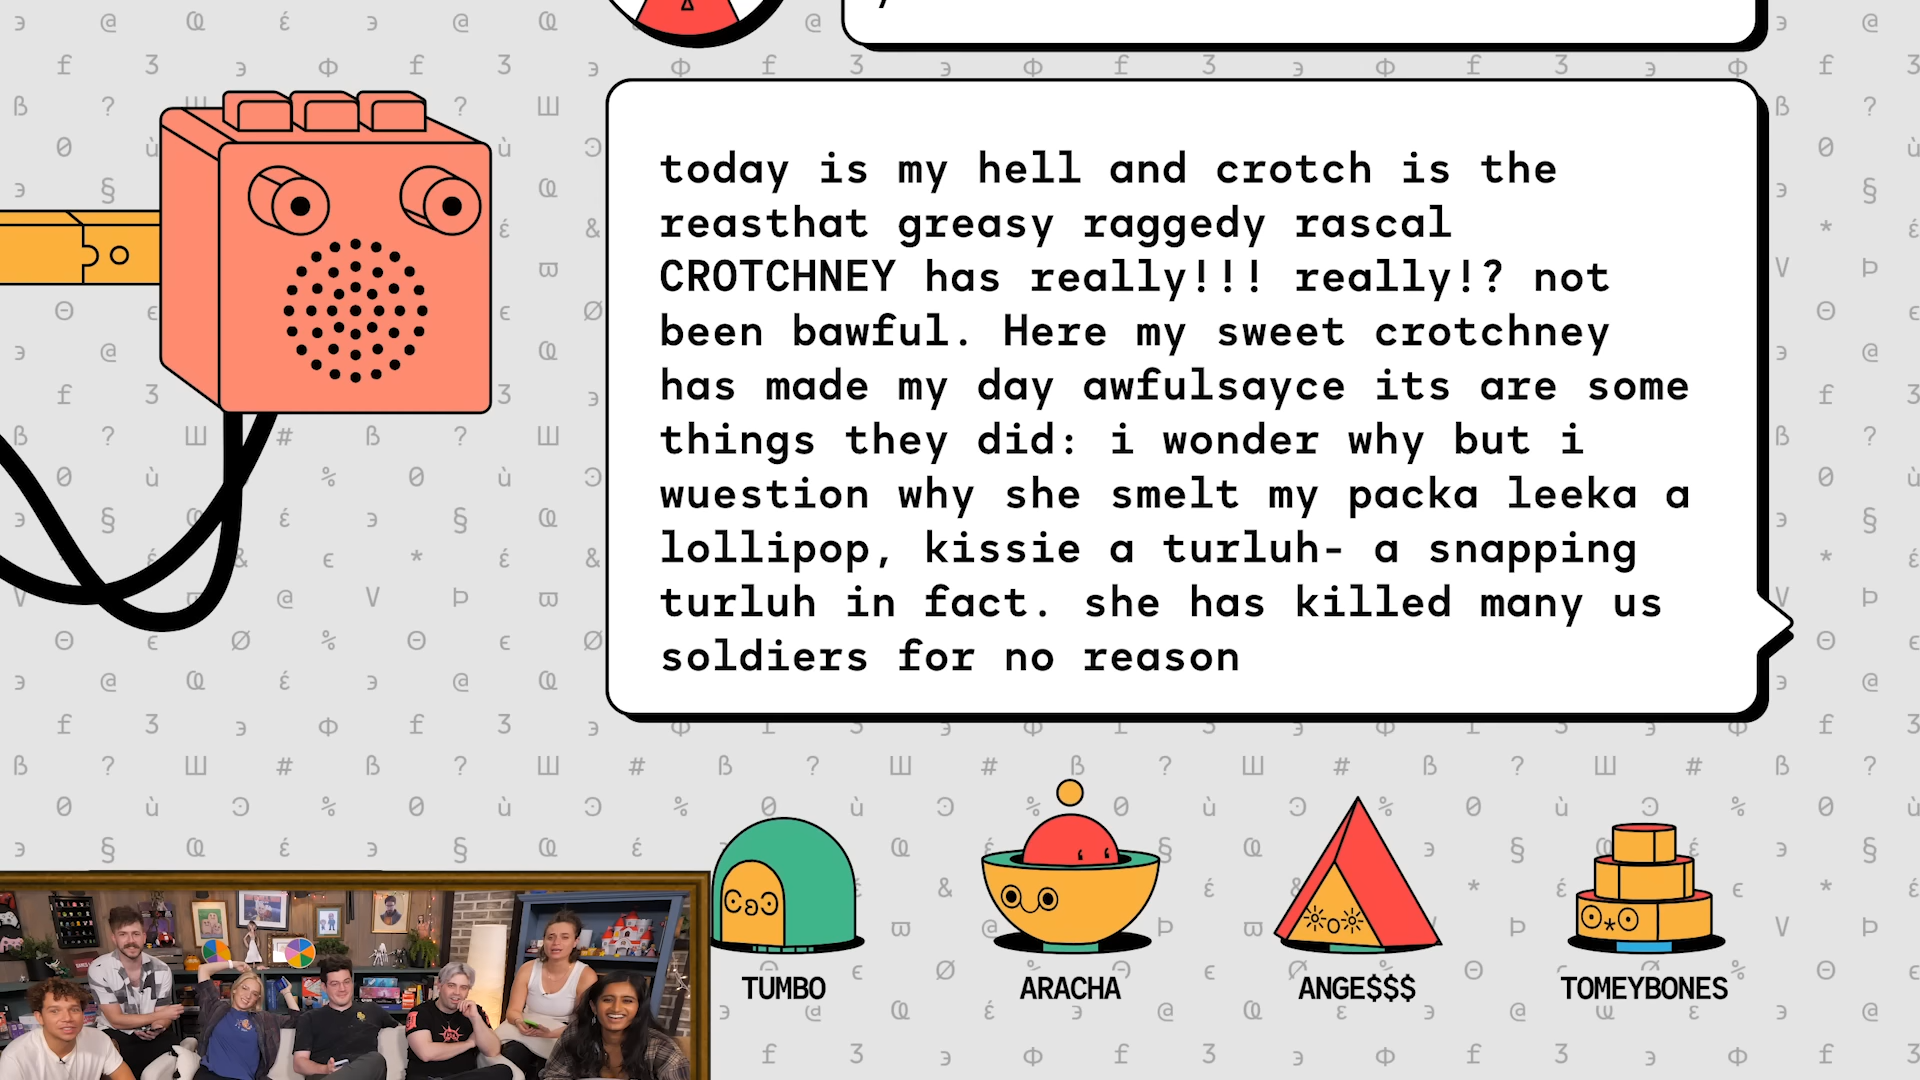 today is my hell and crotch is the
reasthat greasy raggedy rascal
CROTCHNEY has really!!! really!? not
been bawful. Here my sweet crotchney
has made my day awfulsayce its are some
things they did: i wonder why but i
wuestion why she smelt my packa leeka a
lollipop, kissie a turluh- a snapping
turluh in fact. she has killed many us
soldiers for no reason
TUMBO
ARACHA
ANGE$$$
TOMEYBONES